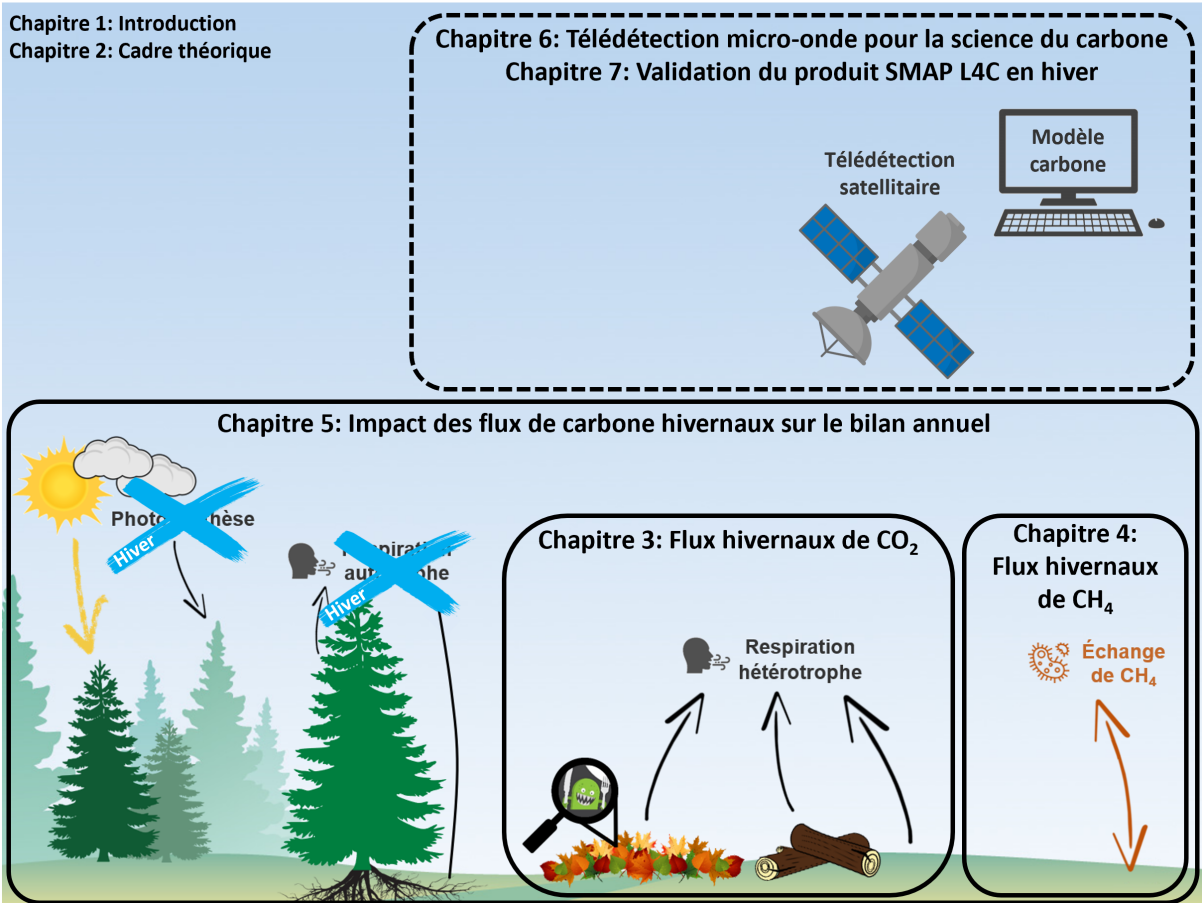 Chapitre 1: Introduction
Chapitre 2: Cadre théorique
Chapitre 6: Télédétection micro-onde pour la science du carbone
Chapitre 7: Validation du produit SMAP L4C en hiver
Télédétection
satellitaire
Modèle
carbone
Chapitre 5: Impact des flux de carbone hivernaux sur le bilan annuel
Hiver
Hiver
Chapitre 3: Flux hivernaux de CO₂
Respiration
hétérotrophe
Chapitre 4:
Flux hivernaux
de CH₄
Échange
de CH₄